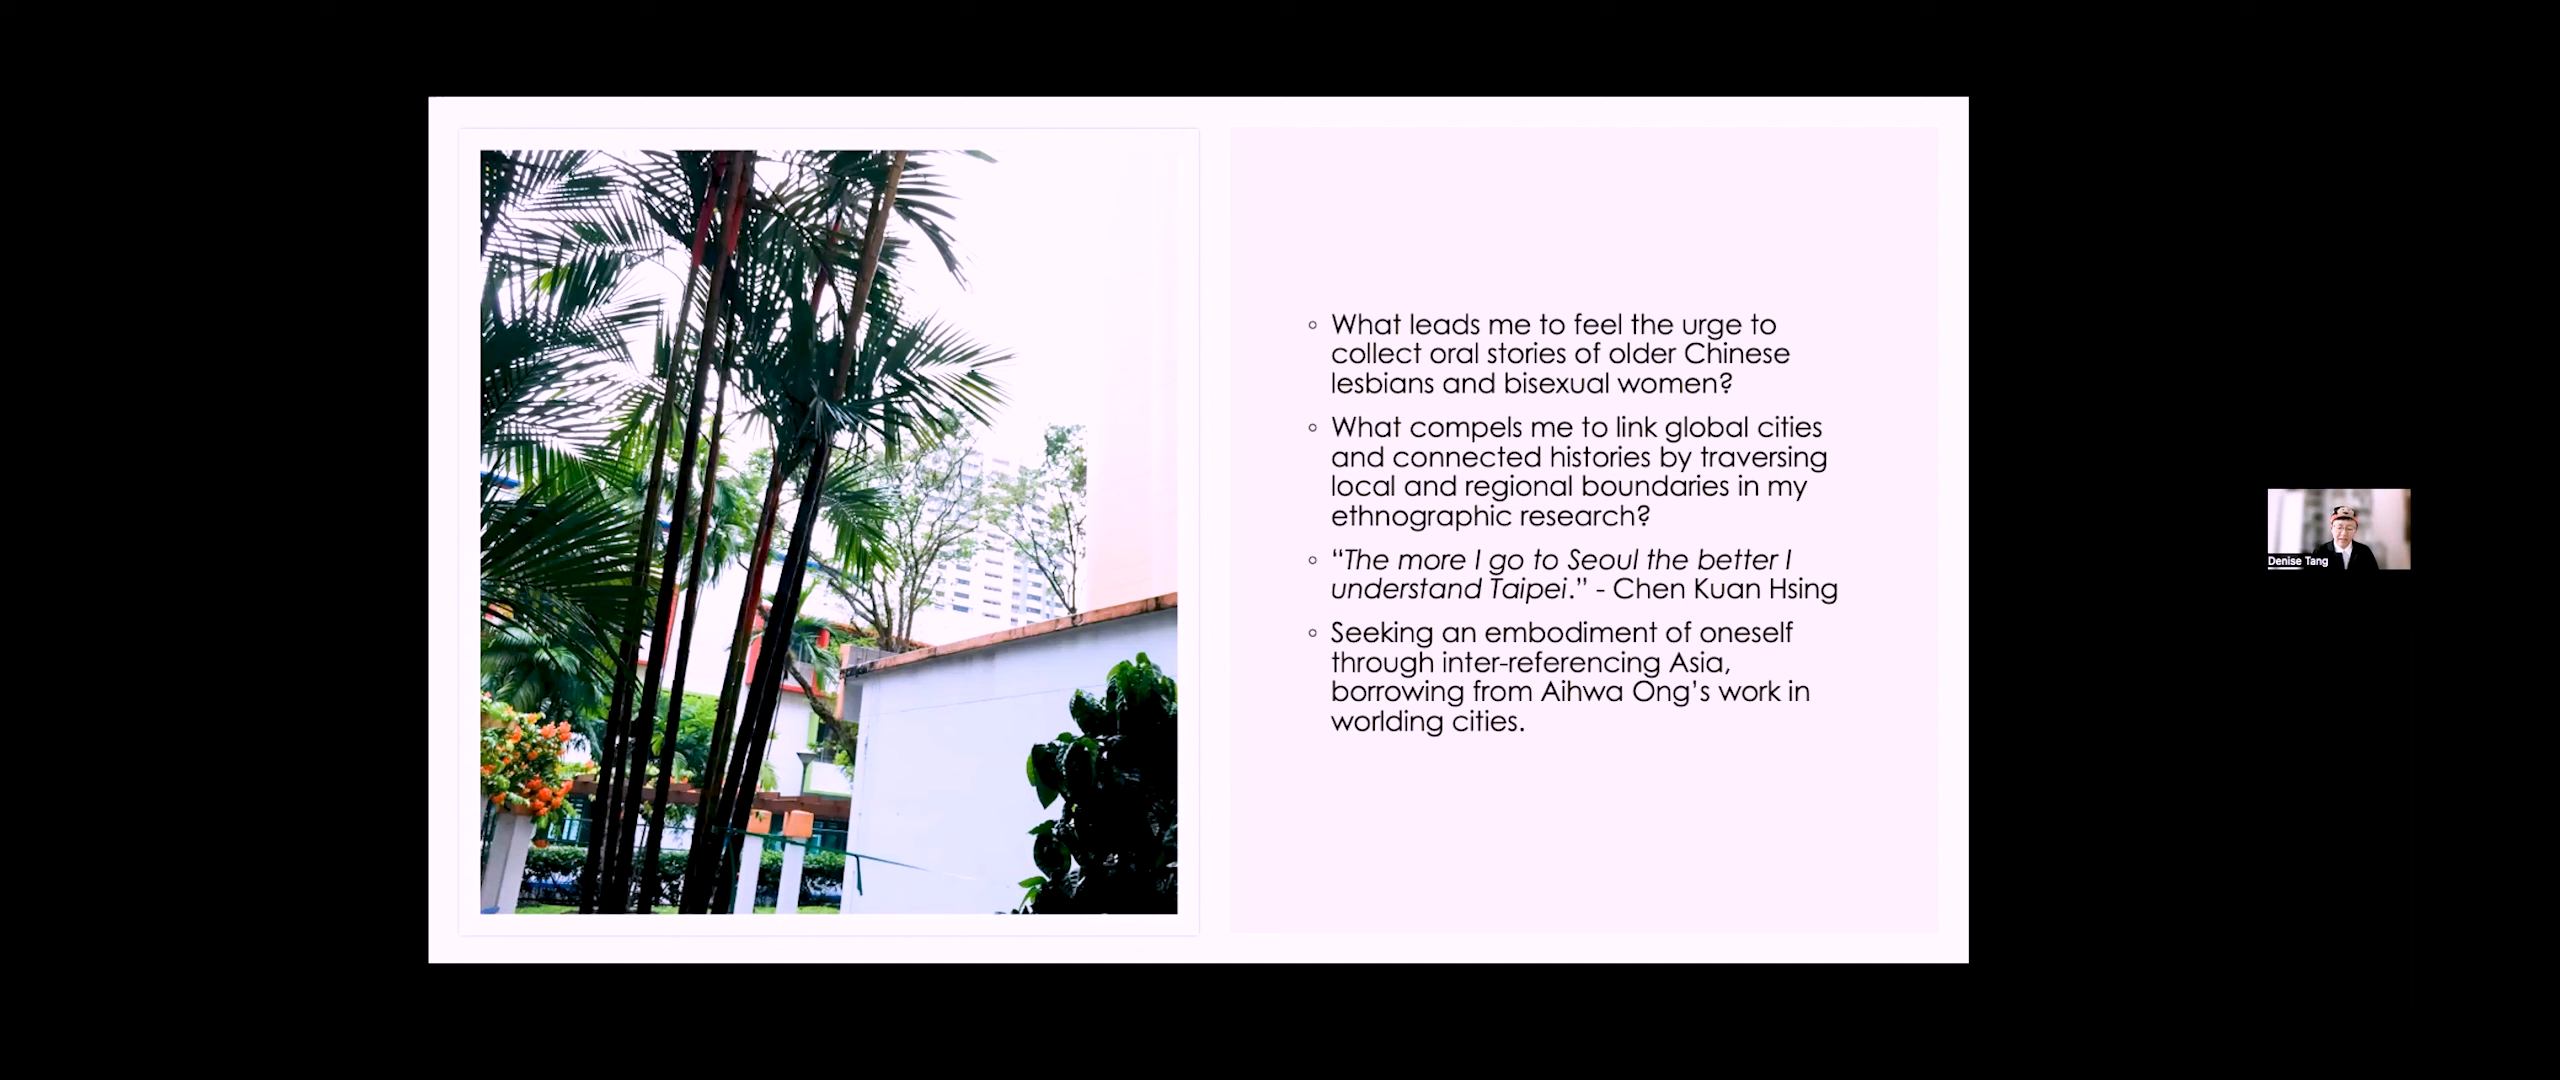 ◦ What leads me to feel the urge to
collect oral stories of older Chinese
lesbians and bisexual women?
◦ What compels me to link global cities
and connected histories by traversing
local and regional boundaries in my
ethnographic research?
◦ “The more I go to Seoul the better I
understand Taipei.” - Chen Kuan Hsing
◦ Seeking an embodiment of oneself
through inter-referencing Asia,
borrowing from Aihwa Ong’s work in
worlding cities.
Denise Tang